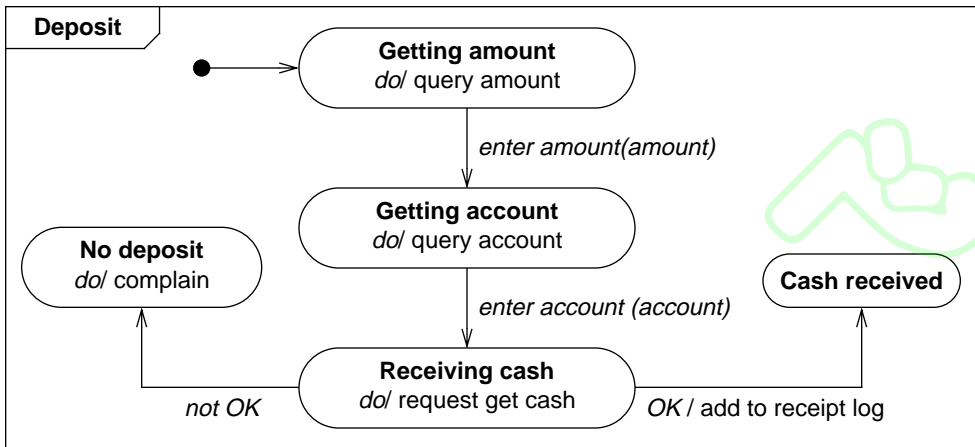 Deposit
Getting amount
do/ query amount
enter amount(amount)
Getting account
do/ query account
No deposit
do/ complain
Cash received
enter account (account)
Receiving cash
do/ request get cash
not OK
OK / add to receipt log